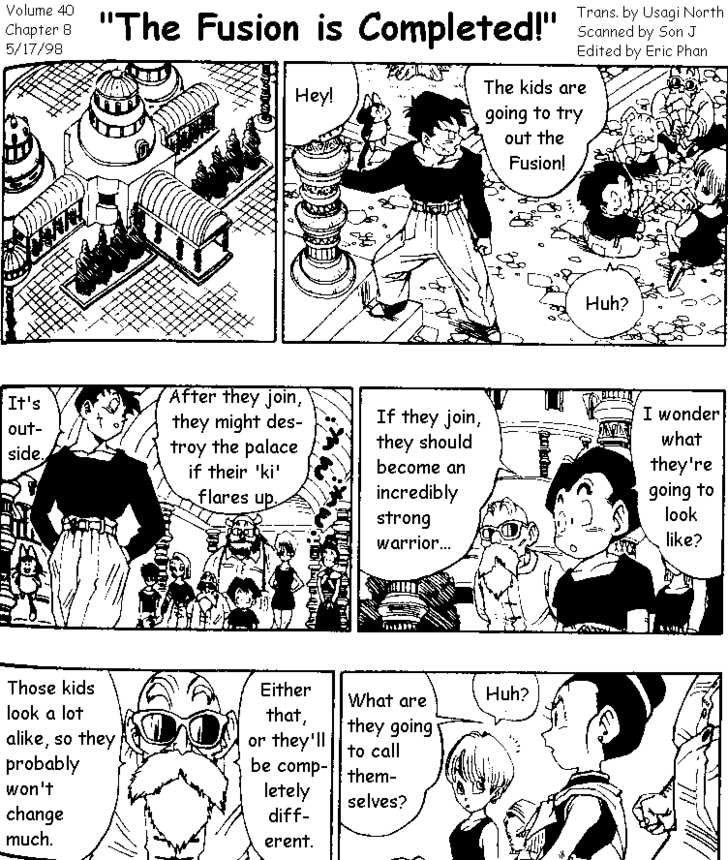 Volume 40
Chapter 8
5/17/98
"The Fusion is Completed!"
Trans. by Usagi North
Scanned by Son J
Edited by Eric Phan
Hey!
The kids are
going to try
out the
Fusion!
Huh?
It's
out-
side.
After they join,
they might des-
troy the palace
if their 'ki'
flares up.
If they join,
they should
become an
incredibly
strong
warrior...
I wonder
what
they're
going to
look
like?
Those kids
look a lot
alike, so they
probably
won't
change
much.
Either
that,
or they'll
be comp-
letely
diff-
erent.
What are
they going
to call
them-
selves?
Huh?